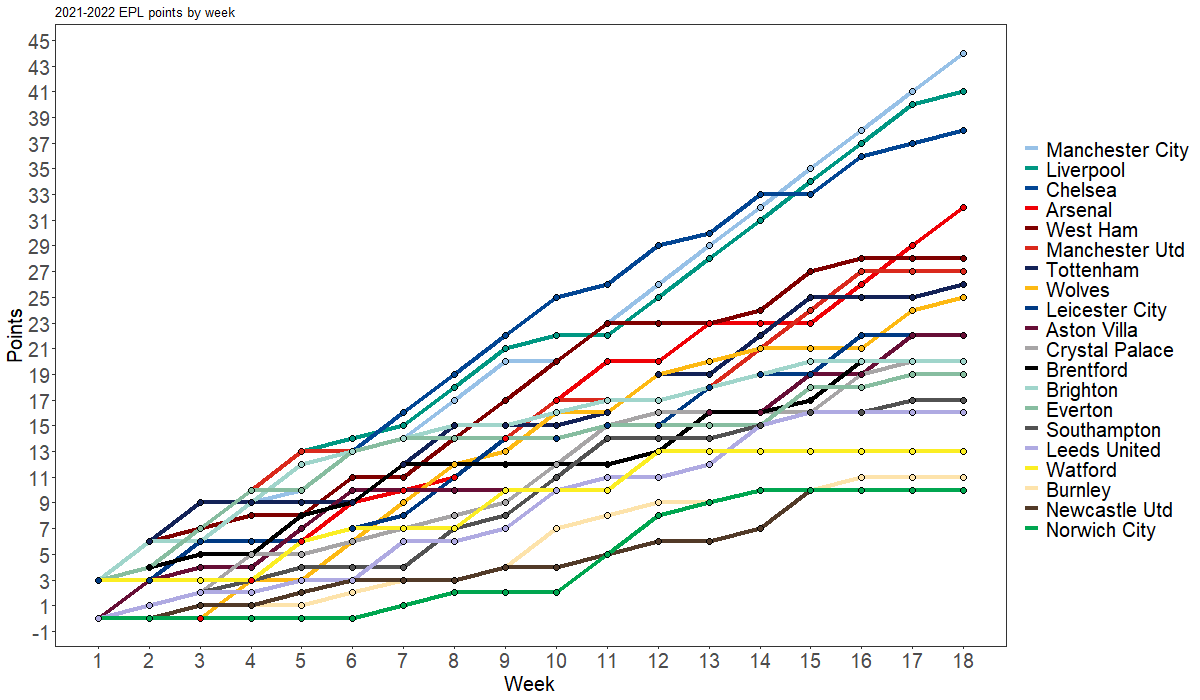 2021-2022 EPL points by week
45
43
41
39
37
35
33
31
29
27
25
23
21
19
17
15
13
11
9
7
5
3
1
-1
Points
1 2 3 4 5 6 7 8 9 10 11 12 13 14 15 16 17 18
Week
Manchester City
Liverpool
Chelsea
Arsenal
West Ham
Manchester Utd
Tottenham
Wolves
Leicester City
Aston Villa
Crystal Palace
Brentford
Brighton
Everton
Southampton
Leeds United
Watford
Burnley
Newcastle Utd
Norwich City